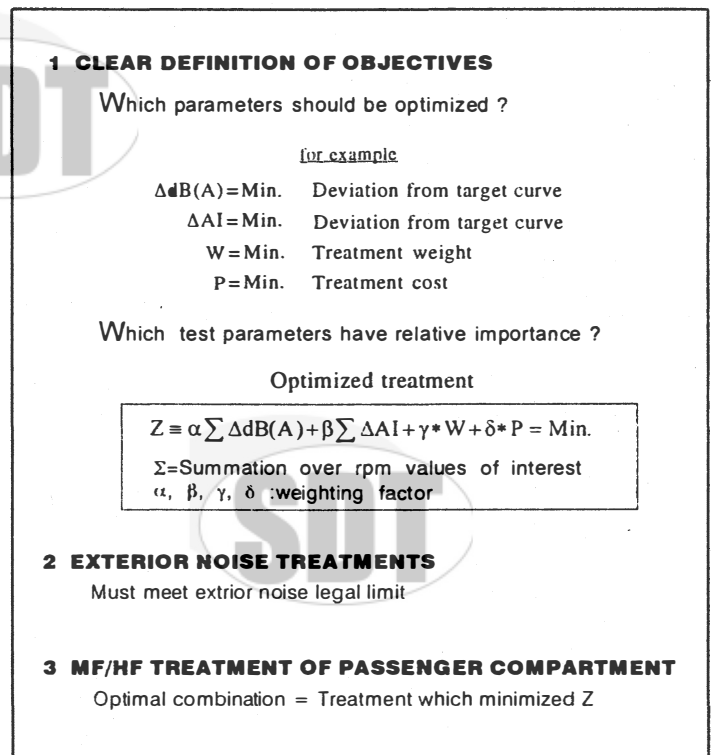 1 CLEAR DEFINITION OF OBJECTIVES
Which parameters should be optimized ?
for example
ΔdB(A)=Min. Deviation from target curve
ΔAI=Min. Deviation from target curve
W=Min. Treatment weight
P=Min. Treatment cost
Which test parameters have relative importance ?
Optimized treatment
Z ≡ α∑ ΔdB(A)+β∑ ΔAI+γ* W+δ* P = Min.
Σ=Summation over rpm values of interest
α, β, γ, δ :weighting factor
SDT
2 EXTERIOR NOISE TREATMENTS
Must meet extrior noise legal limit
3 MF/HF TREATMENT OF PASSENGER COMPARTMENT
Optimal combination = Treatment which minimized Z